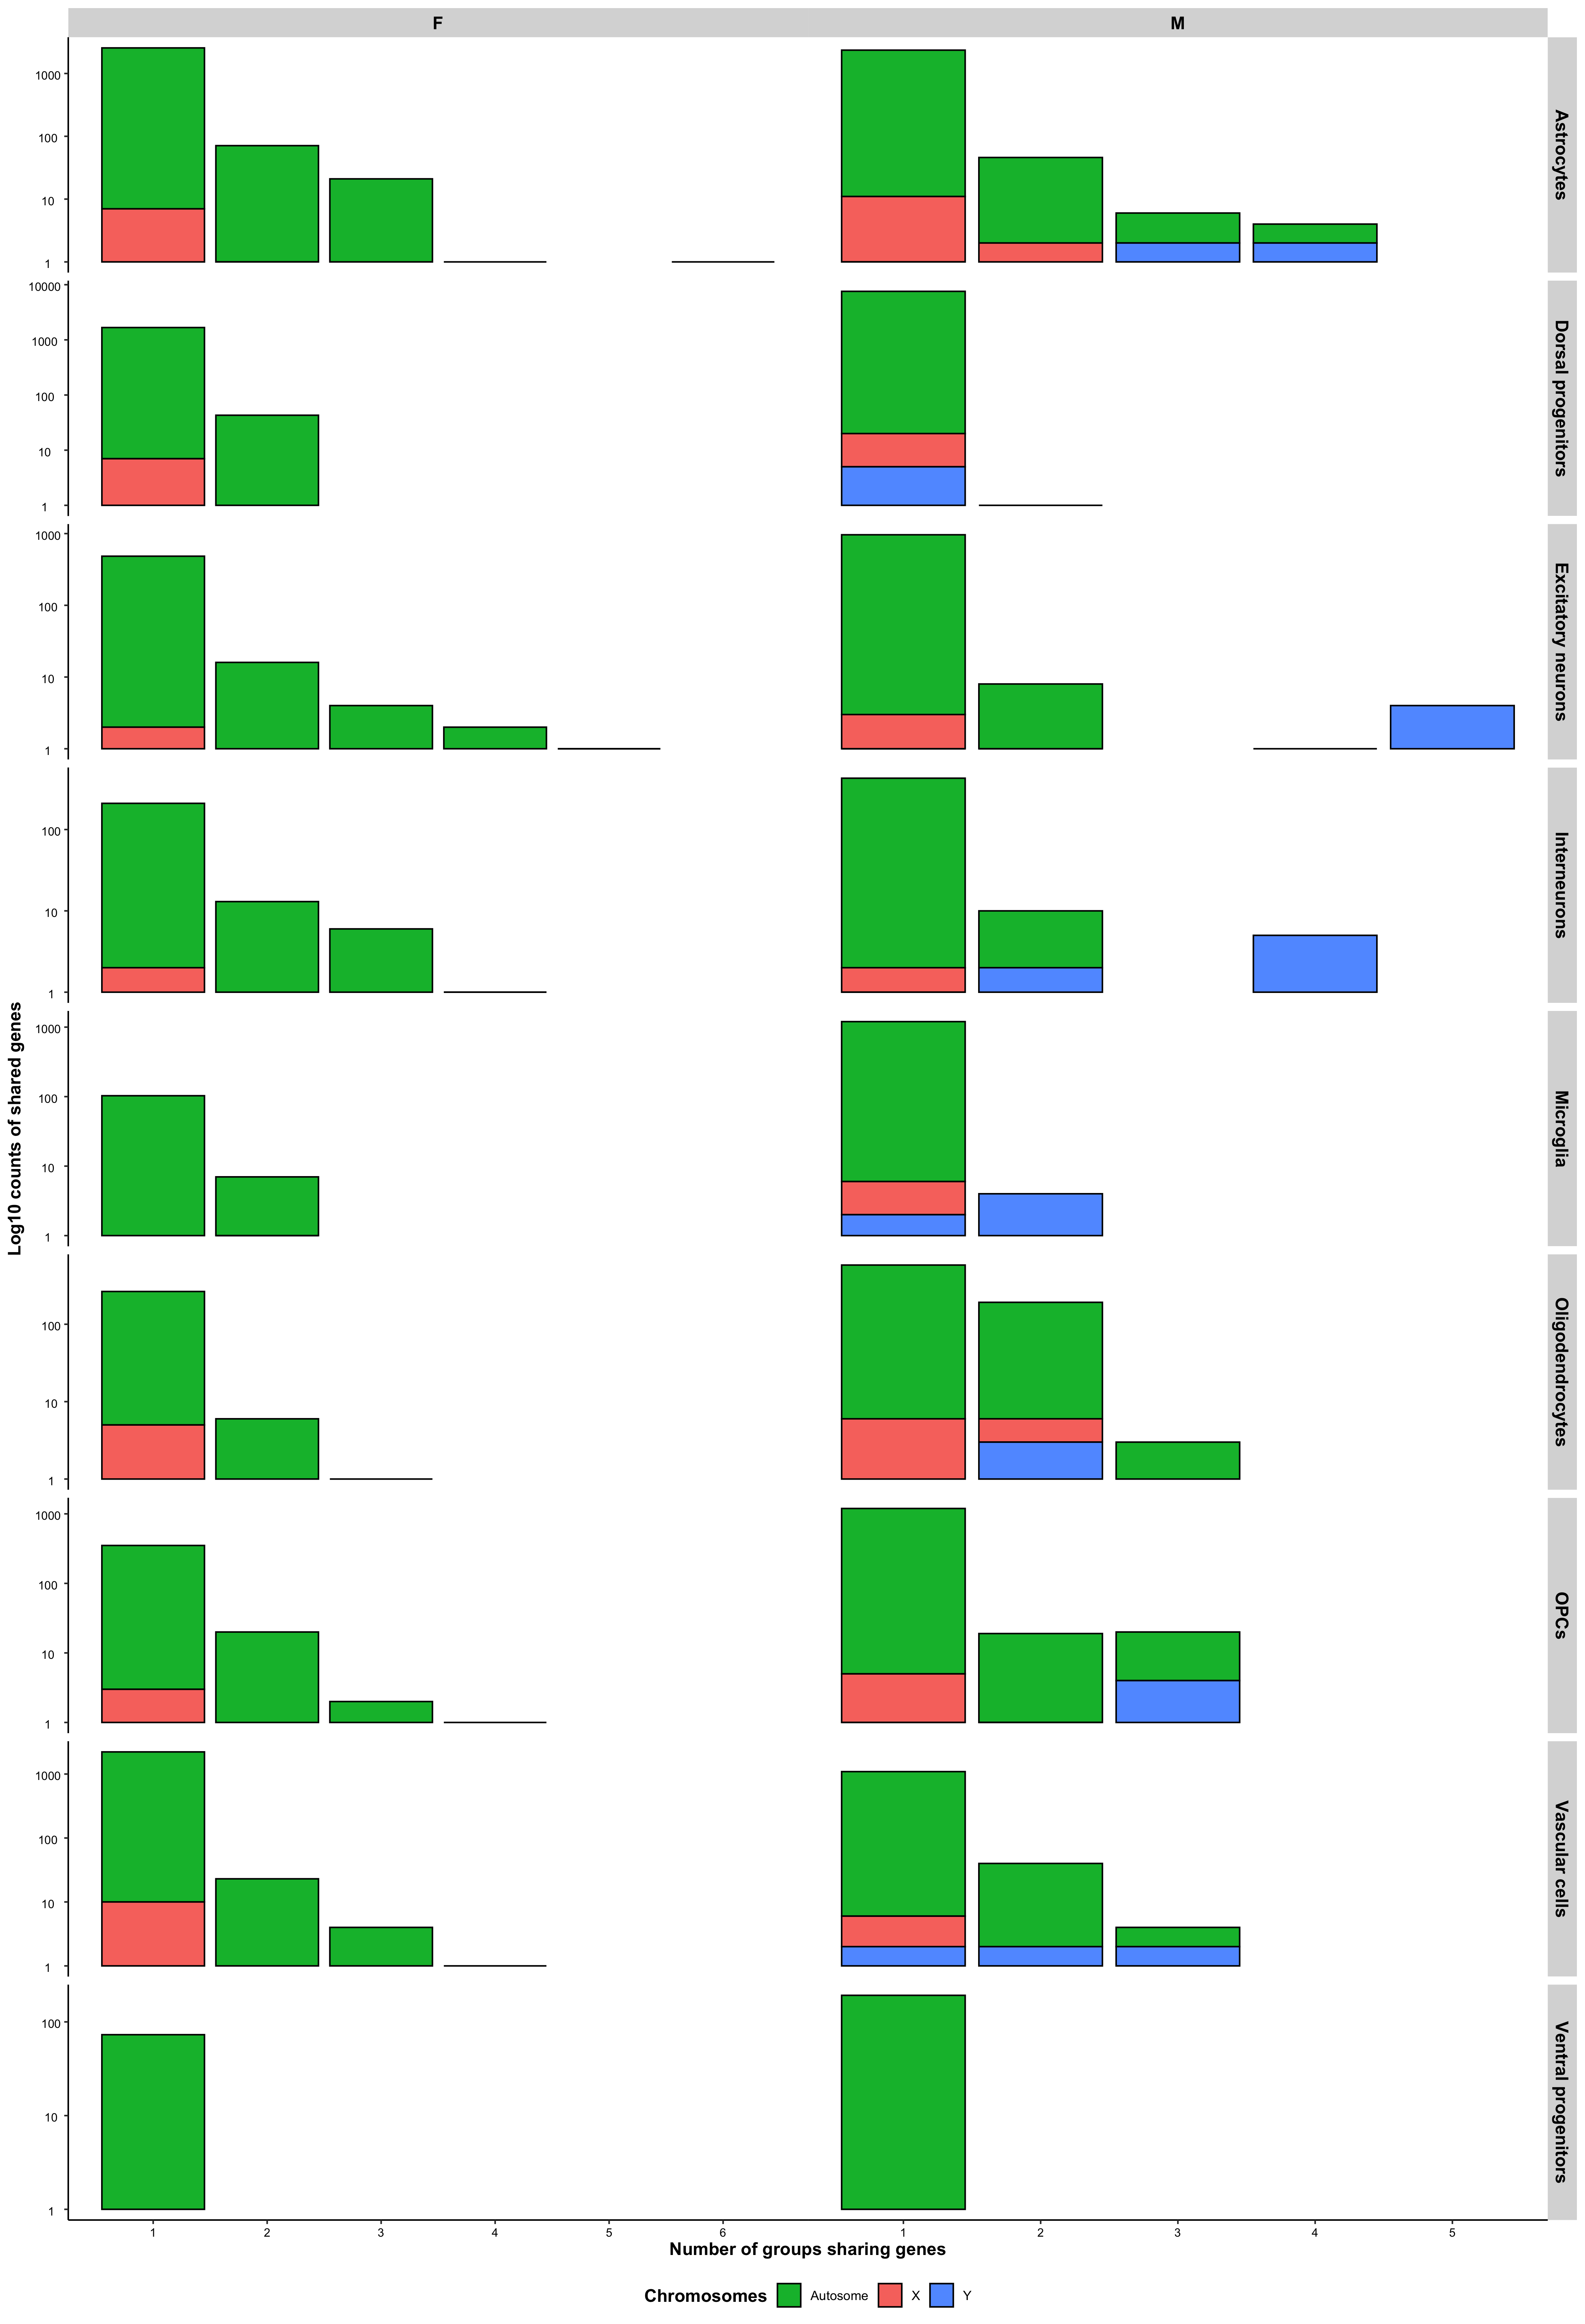 F M
1000
100
10
1
Astrocytes
10000
1000
100
10
1
Dorsal progenitors
1000
100
10
1
Excitatory neurons
100
10
1
Interneurons
1000
100
10
1
Microglia
100
10
1
Oligodendrocytes
1000
100
10
1
OPCs
1000
100
10
1
Vascular cells
100
10
1
Ventral progenitors
Log10 counts of shared genes
1 2 3 4 5 6 1 2 3 4 5
Number of groups sharing genes
Chromosomes Autosome X Y